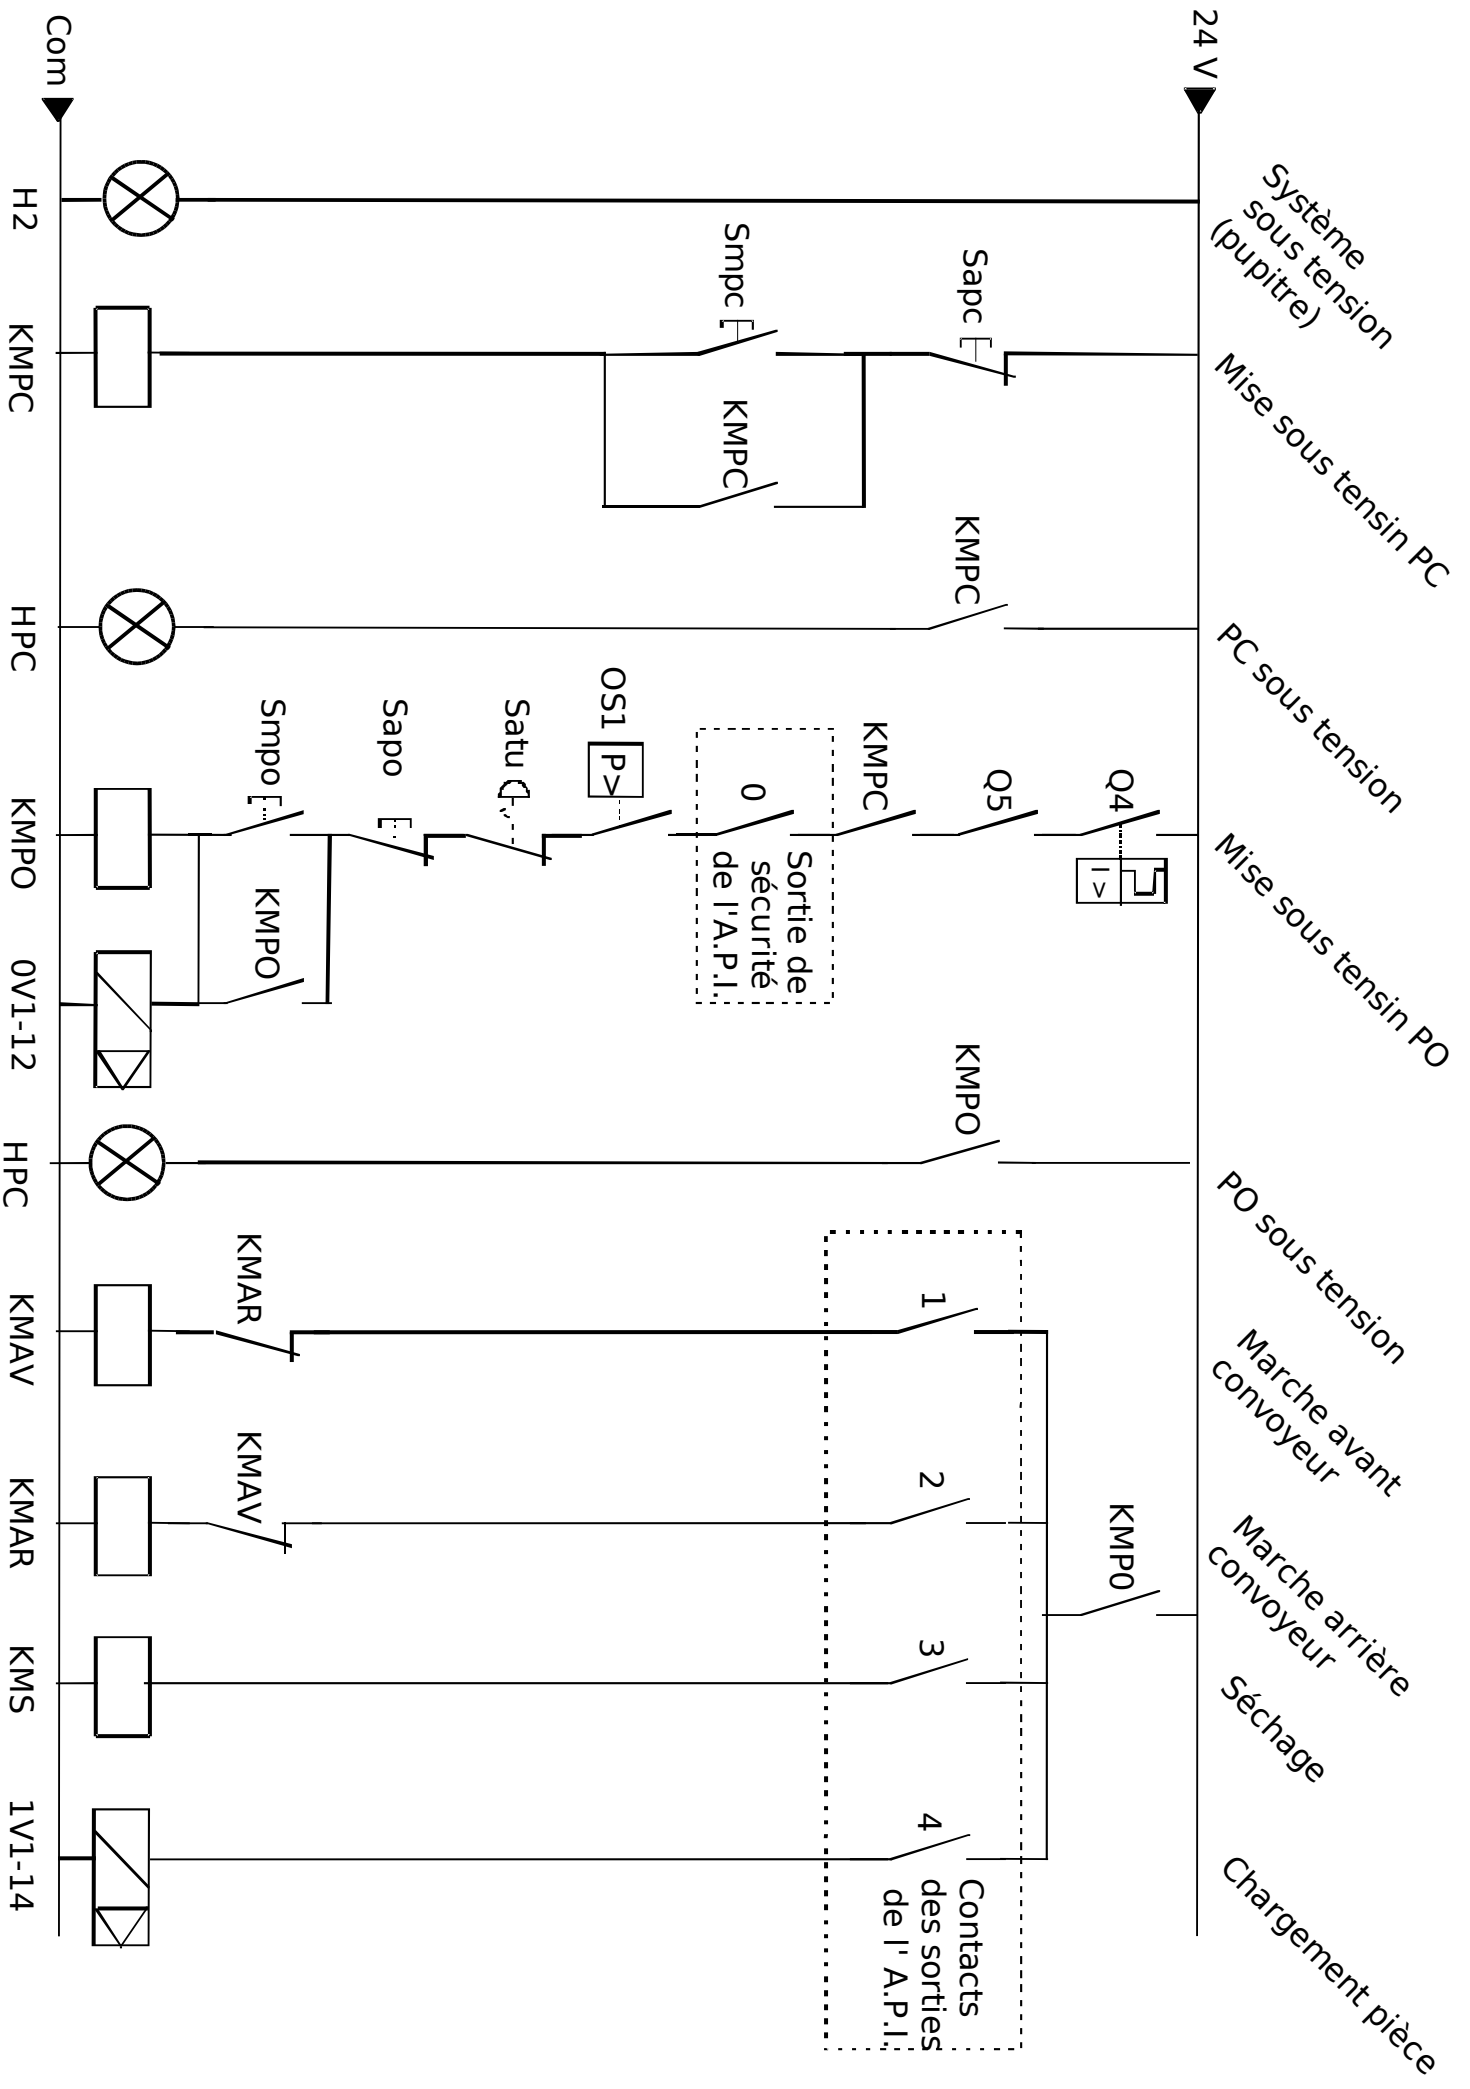 24 V
Com
Système
sous tension
(pupitre)
Mise sous tensin PC
PC sous tension
Mise sous tensin PO
PO sous tension
Marche avant
convoyeur
Marche arrière
convoyeur
Séchage
Chargement pièce
Sapc
Smpc
KMPC
KMPC
Q4
I >
Q5
KMPC
0
Sortie de
sécurité
de l'A.P.I.
OS1
P>
Satu
Sapo
Smpo
KMPO
KMPO
KMP0
1
2
3
4
Contacts
des sorties
de l' A.P.I.
KMAR
KMAV
H2
KMPC
HPC
KMPO
0V1-12
HPC
KMAV
KMAR
KMS
1V1-14